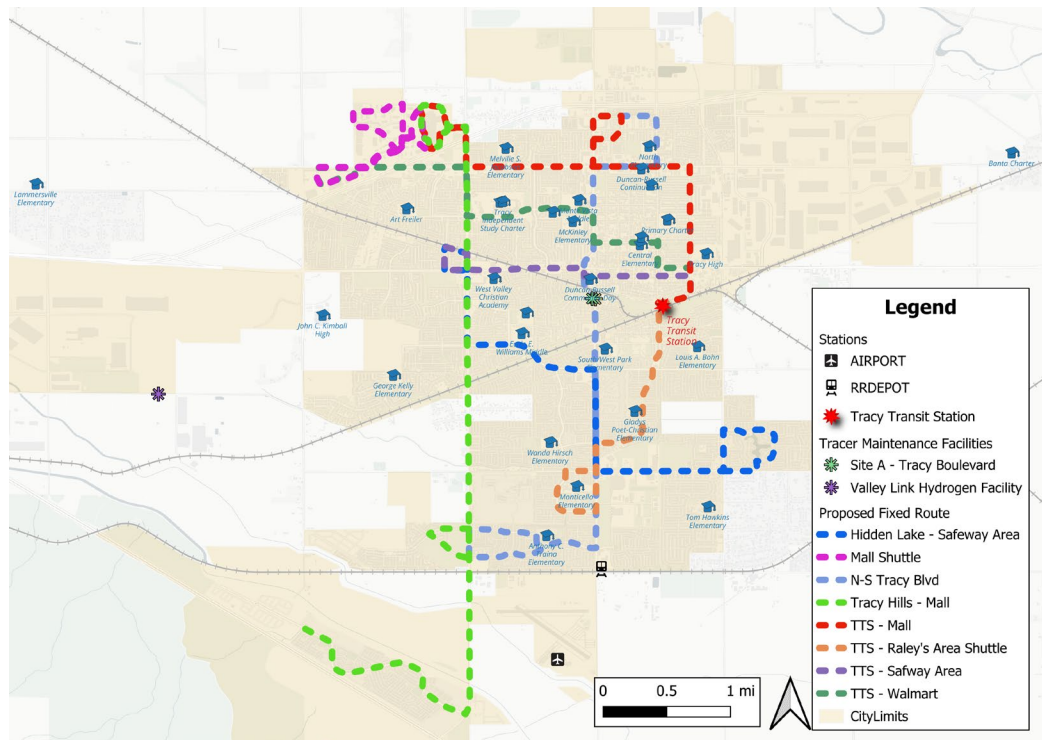 Melville S.
Elementary
North
Duncan-Russell
Continuation
Banta Charter
Lammersville
Elementary
Art Freiler
Tracy
Independent
Study Charter
McKinley
Elementary
Primary Charter
Central
Elementary
Tracy High
West Valley
Christian
Academy
Duncan-Russell
Community Day
John C. Kimball
High
Tracy
Transit
Station
Williams Middle
South/West Park
Elementary
Louis A. Bohn
Elementary
George Kelly
Elementary
Gladys
Poet-Christian
Elementary
Wanda Hirsch
Elementary
Monticello
Elementary
Tom Hawkins
Elementary
Anthony C.
Traina
Elementary
Legend
Stations
AIRPORT
RRDEPOT
Tracy Transit Station
Tracer Maintenance Facilities
Site A - Tracy Boulevard
Valley Link Hydrogen Facility
Proposed Fixed Route
Hidden Lake - Safeway Area
Mall Shuttle
N-S Tracy Blvd
Tracy Hills - Mall
TTS - Mall
TTS - Raley's Area Shuttle
TTS - Safway Area
TTS - Walmart
CityLimits
0 0.5 1 mi